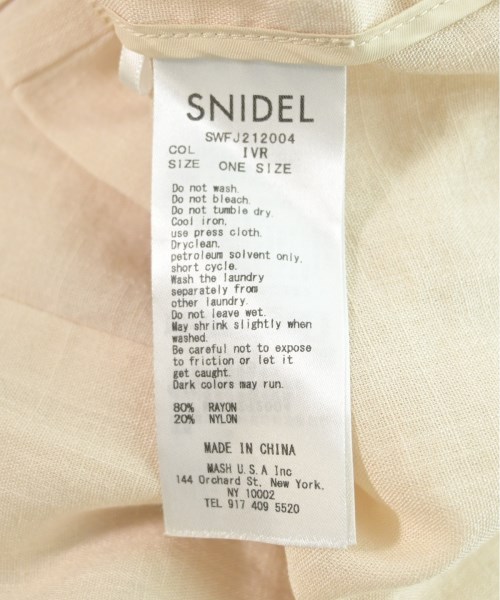 SNIDEL
SWFJ212004
COL IVR
SIZE ONE SIZE
Do not wash.
Do not bleach.
Do not tumble dry.
Cool iron,
use press cloth.
Dryclean,
petroleum solvent only,
short cycle.
Wash the laundry
separately from
other laundry.
Do not leave wet.
May shrink slightly when
washed.
Be careful not to expose
to friction or let it
get caught.
Dark colors may run.
80% RAYON
20% NYLON
MADE IN CHINA
MASH U.S.A Inc
144 Orchard St, New York,
NY 10002
TEL 917 409 5520